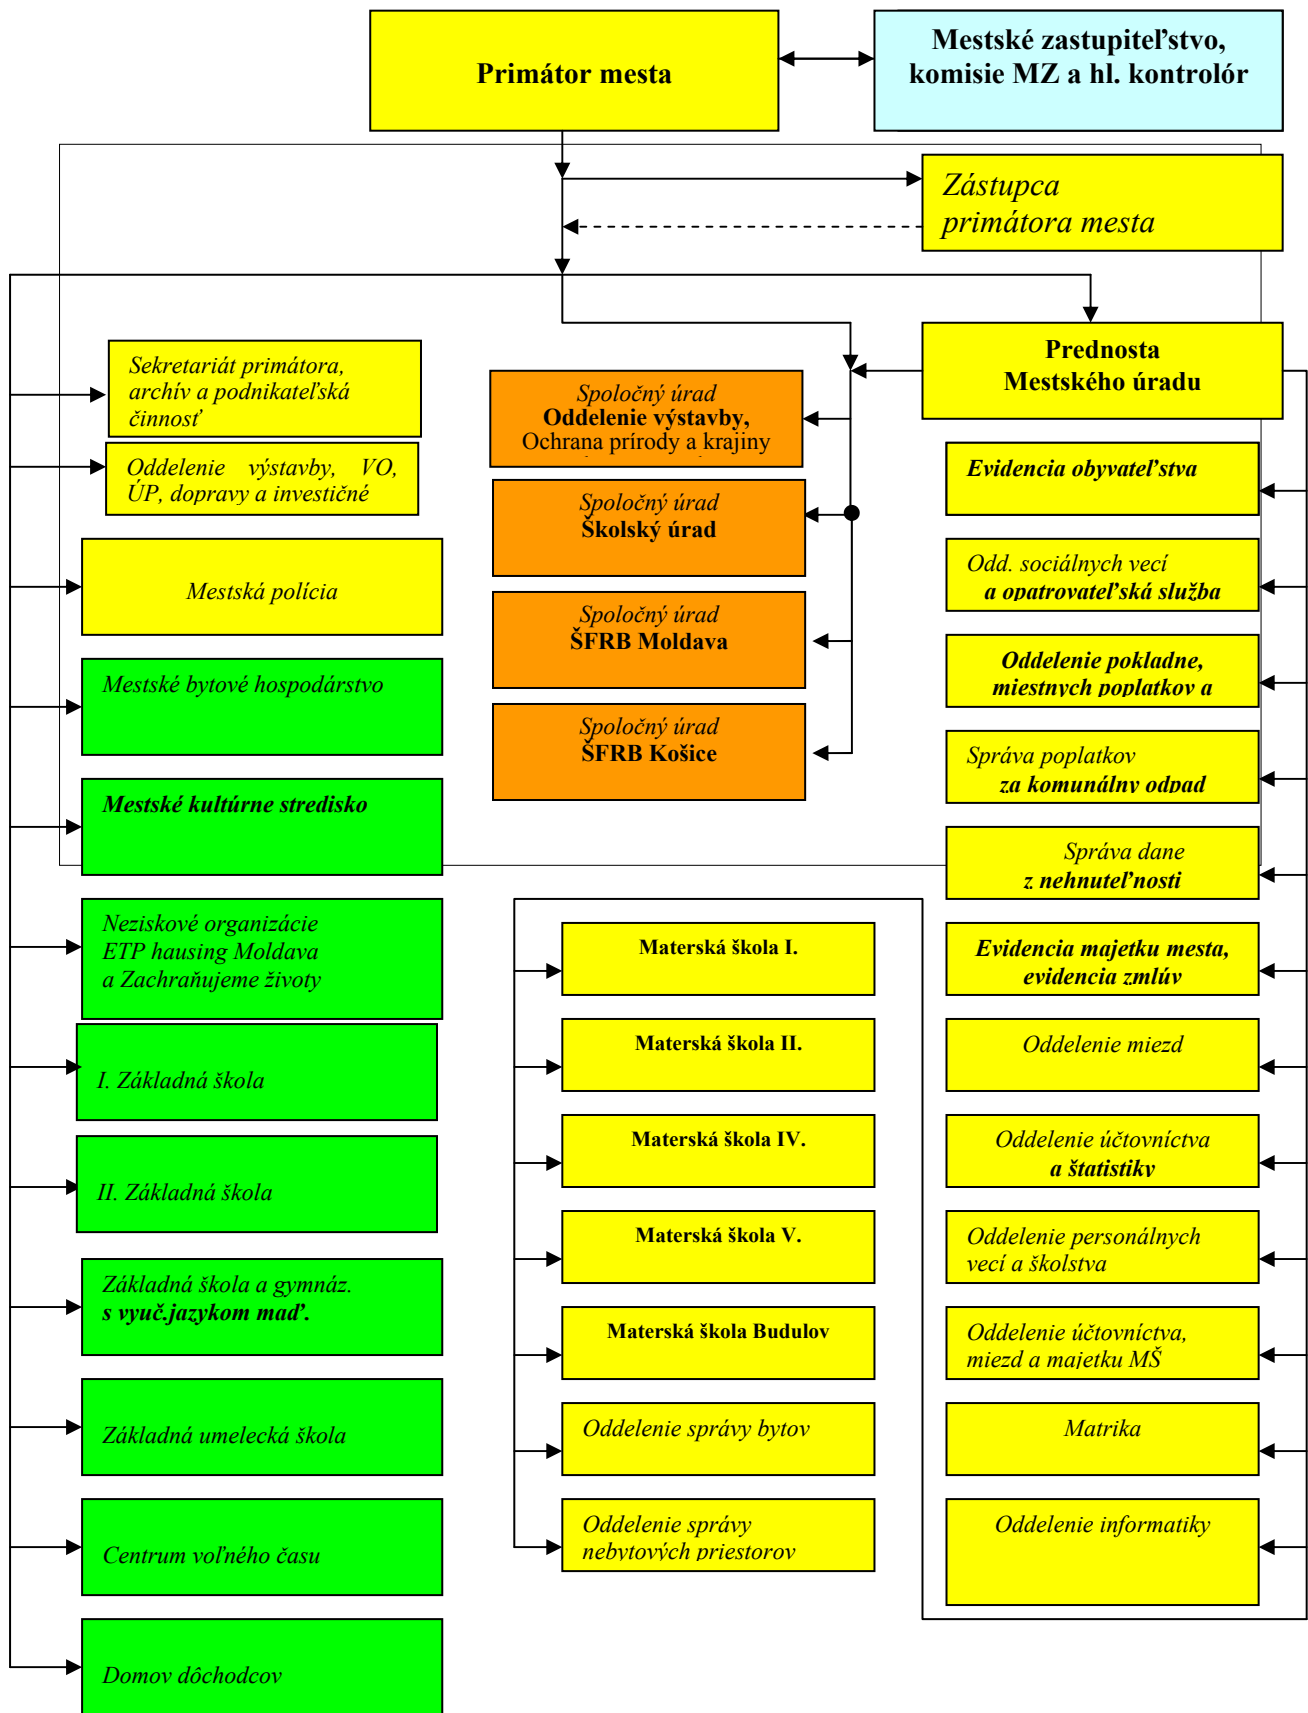 Primátor mesta
Mestské zastupiteľstvo,
komisie MZ a hl. kontrolór
Zástupca
primátora mesta
Prednosta
Mestského úradu
Sekretariát primátora,
archív a podnikateľská
činnosť
Oddelenie výstavby, VO,
ÚP, dopravy a investičné
Mestská polícia
Mestské bytové hospodárstvo
Mestské kultúrne stredisko
Neziskové organizácie
ETP hausing Moldava
a Zachraňujeme životy
I. Základná škola
II. Základná škola
Základná škola a gymnáz.
s vyuč.jazykom maď.
Základná umelecká škola
Centrum voľného času
Domov dôchodcov
Spoločný úrad
Oddelenie výstavby,
Ochrana prírody a krajiny
Spoločný úrad
Školský úrad
Spoločný úrad
ŠFRB Moldava
Spoločný úrad
ŠFRB Košice
Materská škola I.
Materská škola II.
Materská škola IV.
Materská škola V.
Materská škola Budulov
Oddelenie správy bytov
Oddelenie správy
nebytových priestorov
Evidencia obyvateľstva
Odd. sociálnych vecí
a opatrovateľská služba
Oddelenie pokladne,
miestnych poplatkov a
Správa poplatkov
za komunálny odpad
Správa dane
z nehnuteľnosti
Evidencia majetku mesta,
evidencia zmlúv
Oddelenie miezd
Oddelenie účtovníctva
a štatistiky
Oddelenie personálnych
vecí a školstva
Oddelenie účtovníctva,
miezd a majetku MŠ
Matrika
Oddelenie informatiky